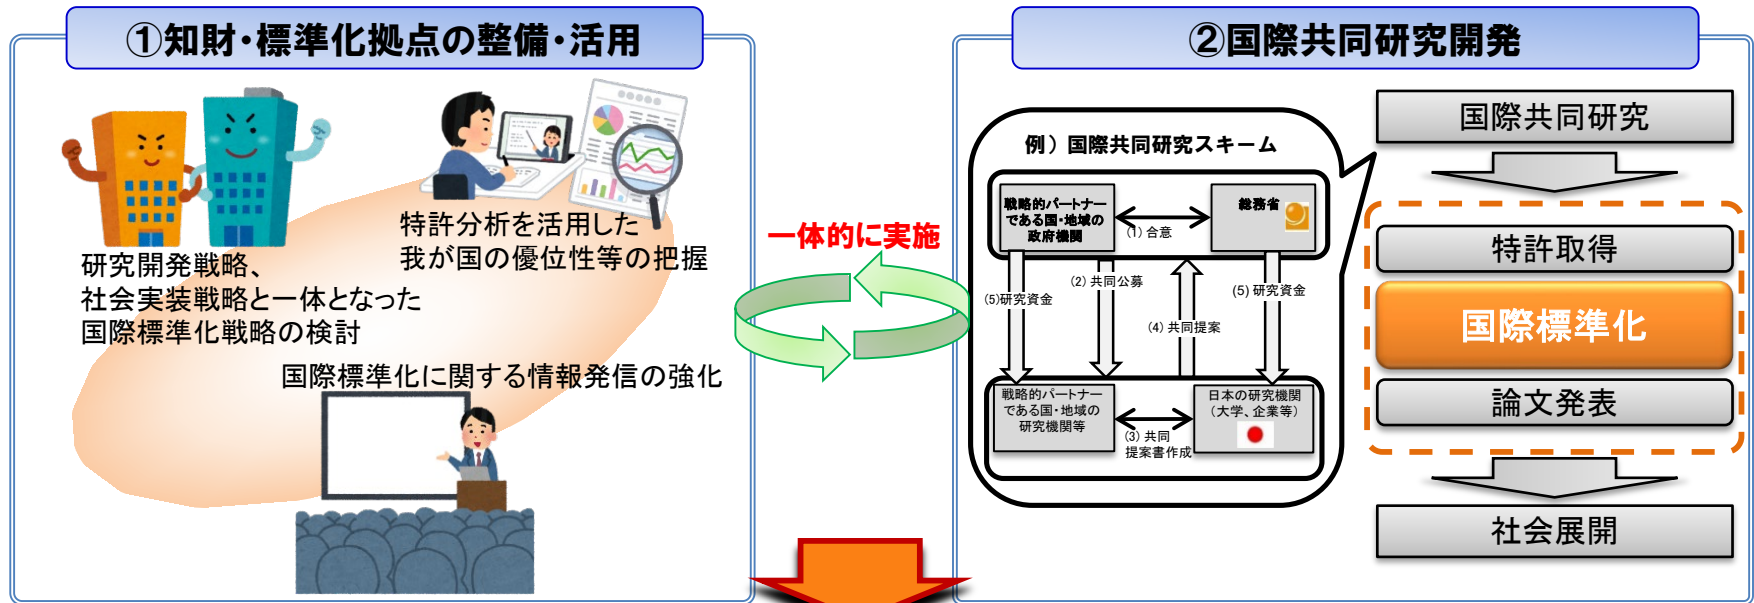 ①知財・標準化拠点の整備・活用
研究開発戦略、
社会実装戦略と一体となった
国際標準化戦略の検討
特許分析を活用した
我が国の優位性等の把握
国際標準化に関する情報発信の強化
一体的に実施
②国際共同研究開発
例）国際共同研究スキーム
戦略的パートナー
である国・地域の
政府機関
(1) 合意
総務省
(5)研究資金
(2) 共同公募
(4) 共同提案
(5) 研究資金
戦略的パートナー
である国・地域の
研究機関等
(3) 共同
提案書作成
日本の研究機関
（大学、企業等）
国際共同研究
特許取得
国際標準化
論文発表
社会展開